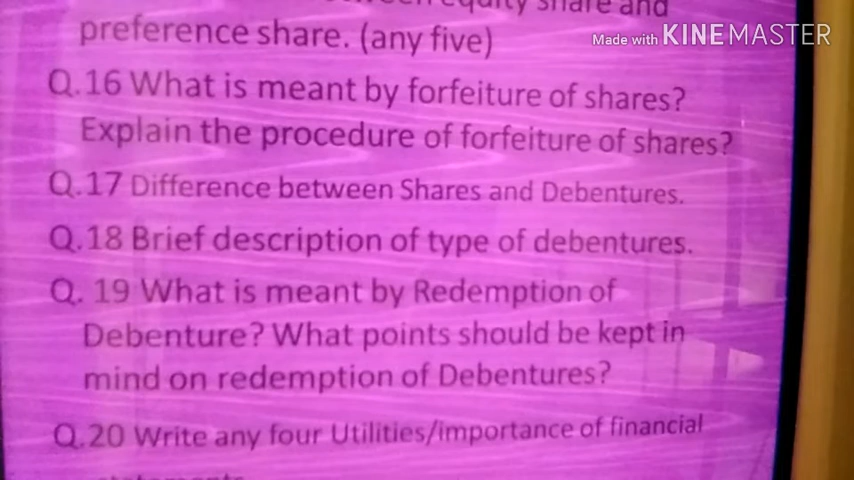 equity share and
preference share. (any five)
Made with KINEMASTER
Q.16 What is meant by forfeiture of shares?
Explain the procedure of forfeiture of shares?
Q.17 Difference between Shares and Debentures.
Q.18 Brief description of type of debentures.
Q. 19 What is meant by Redemption of
Debenture? What points should be kept in
mind on redemption of Debentures?
Q.20 Write any four Utilities/importance of financial